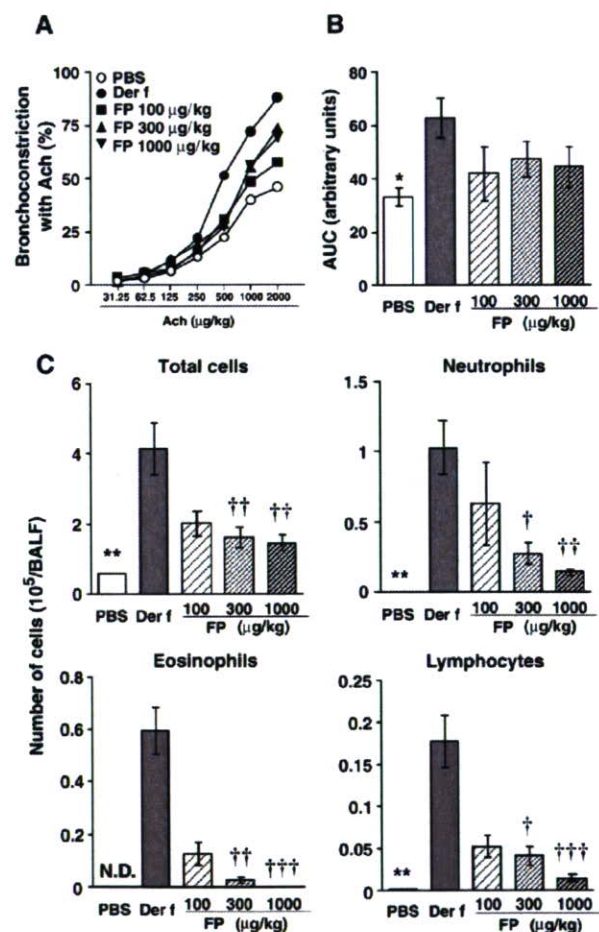 A
Bronchoconstriction
with Ach (%)
100
75
50
25
0
PBS
Der f
FP 100 μg/kg
FP 300 μg/kg
FP 1000 μg/kg
31.25 62.5 125 250 500 1000 2000
Ach (μg/kg)
B
AUC (arbitrary units)
80
60
40
20
0
*
PBS Der f 100 300 1000
FP (μg/kg)
C
Number of cells (10⁵/BALF)
Total cells
6
4
2
0
**
††
††
PBS Der f 100 300 1000
FP (μg/kg)
Neutrophils
1.5
1
0.5
0
**
†
††
PBS Der f 100 300 1000
FP (μg/kg)
Eosinophils
0.8
0.6
0.4
0.2
0
N.D.
††
†††
PBS Der f 100 300 1000
FP (μg/kg)
Lymphocytes
0.25
0.2
0.15
0.1
0.05
0
**
†
†††
PBS Der f 100 300 1000
FP (μg/kg)